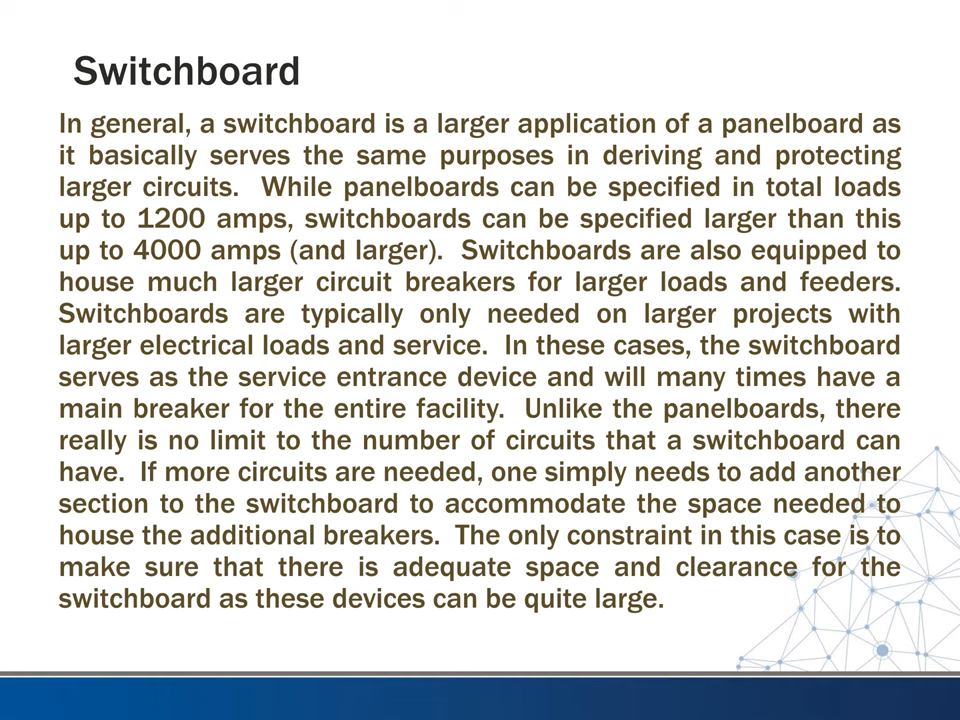 Switchboard
In general, a switchboard is a larger application of a panelboard as
it basically serves the same purposes in deriving and protecting
larger circuits.  While panelboards can be specified in total loads
up to 1200 amps, switchboards can be specified larger than this
up to 4000 amps (and larger).  Switchboards are also equipped to
house much larger circuit breakers for larger loads and feeders.
Switchboards are typically only needed on larger projects with
larger electrical loads and service.  In these cases, the switchboard
serves as the service entrance device and will many times have a
main breaker for the entire facility.  Unlike the panelboards, there
really is no limit to the number of circuits that a switchboard can
have.  If more circuits are needed, one simply needs to add another
section to the switchboard to accommodate the space needed to
house the additional breakers.  The only constraint in this case is to
make sure that there is adequate space and clearance for the
switchboard as these devices can be quite large.